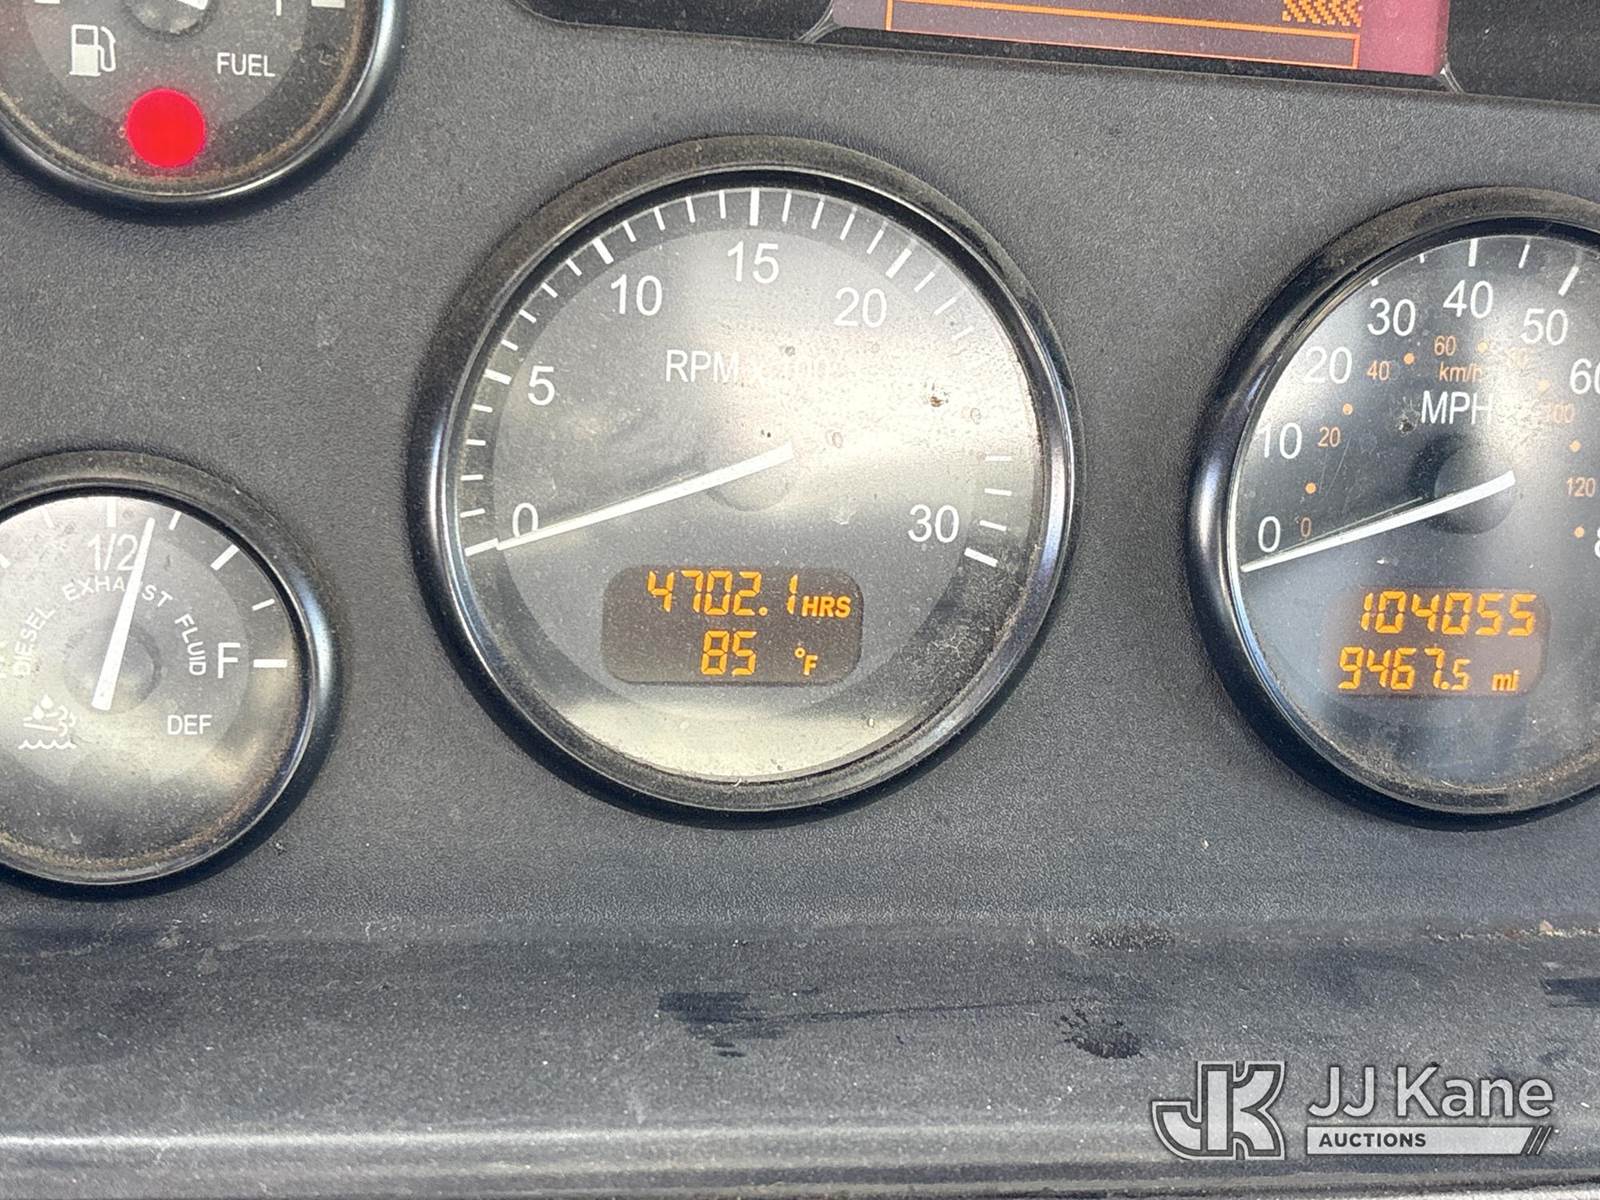 FUEL
1/2
DIESEL EXHAUST FLUID
F
DEF
0
5
10
15
20
30
RPM x 100
4702.1 HRS
85 °F
0
10
20
30
40
50
0
20
40
60
100
120
km/h
MPH
104055
9467.5 mi
JJ Kane
AUCTIONS